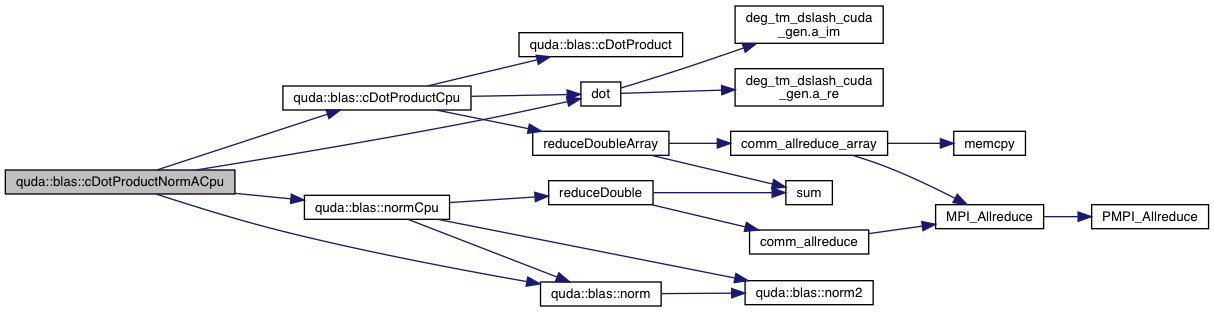 deg_tm_dslash_cuda
_gen.a_im
quda::blas::cDotProduct
deg_tm_dslash_cuda
_gen.a_re
quda::blas::cDotProductCpu
dot
reduceDoubleArray
comm_allreduce_array
memcpy
quda::blas::cDotProductNormACpu
reduceDouble
sum
quda::blas::normCpu
MPI_Allreduce
PMPI_Allreduce
comm_allreduce
quda::blas::norm
quda::blas::norm2